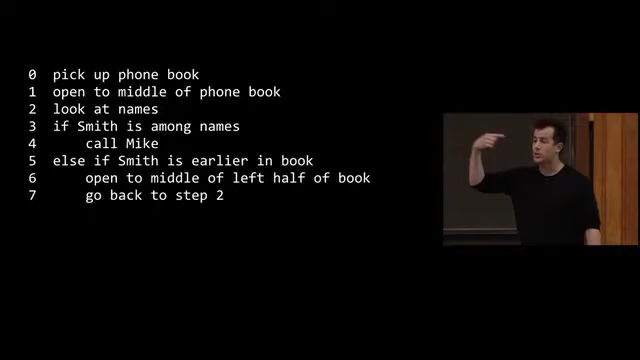 0 pick up phone book
1 open to middle of phone book
2 look at names
3 if Smith is among names
4     call Mike
5 else if Smith is earlier in book
6     open to middle of left half of book
7     go back to step 2